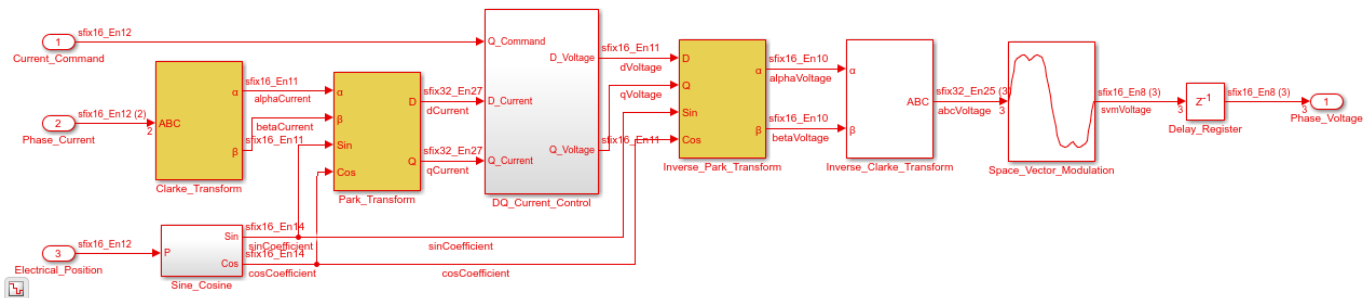 1
sfix16_En12
Current_Command
2
sfix16_En12 (2)
2
Phase_Current
ABC
α
β
Clarke_Transform
sfix16_En11
alphaCurrent
betaCurrent
sfix16_En11
α
β
Sin
Cos
D
Q
Park_Transform
sfix32_En27
dCurrent
sfix32_En27
qCurrent
Q_Command
D_Current
Q_Current
D_Voltage
Q_Voltage
DQ_Current_Control
sfix16_En11
dVoltage
qVoltage
sfix16_En11
D
Q
Sin
Cos
α
β
Inverse_Park_Transform
sfix16_En10
alphaVoltage
sfix16_En10
betaVoltage
α
β
ABC
Inverse_Clarke_Transform
sfix32_En25 (3)
abcVoltage
3
Space_Vector_Modulation
sfix16_En8 (3)
svmVoltage
3
Z⁻¹
Delay_Register
sfix16_En8 (3)
3
1
Phase_Voltage
3
sfix16_En12
Electrical_Position
P
Sin
Cos
Sine_Cosine
sfix16_En14
sinCoefficient
sfix16_En14
cosCoefficient
sinCoefficient
cosCoefficient